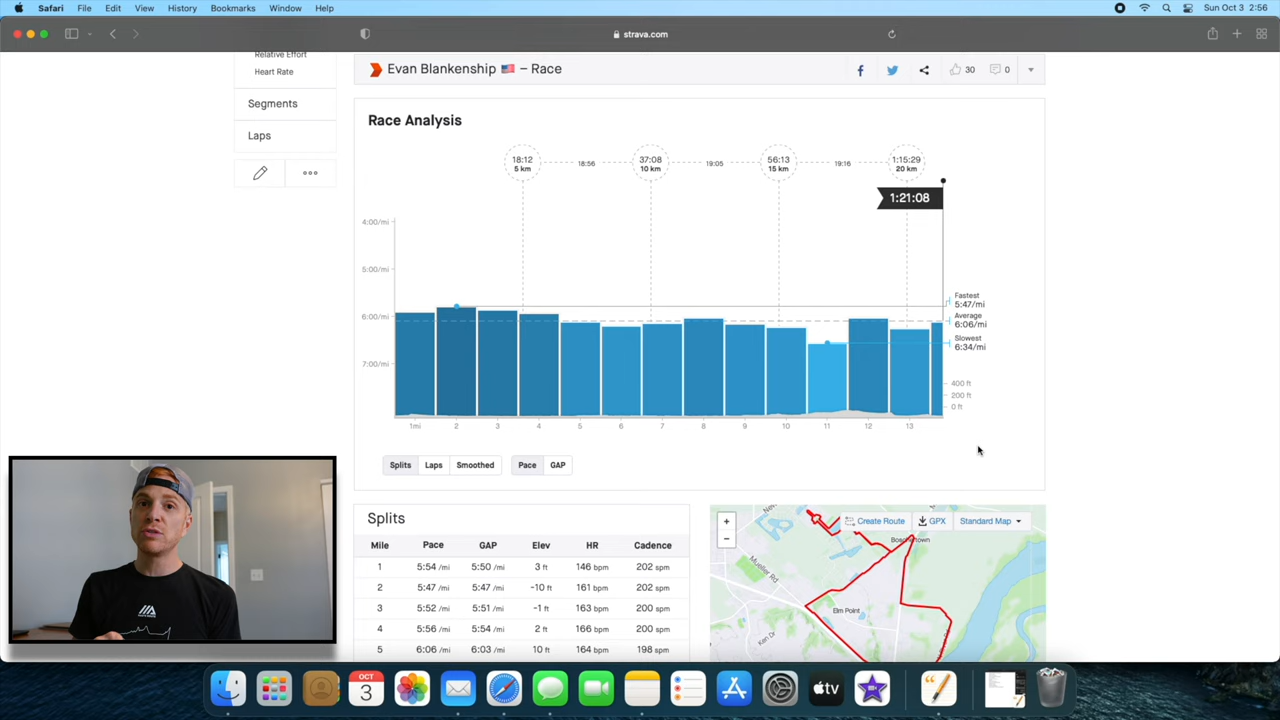 Safari File Edit View History Bookmarks Window Help Sun Oct 3 2:56
strava.com
Relative Effort
Heart Rate
Segments
Laps
Evan Blankenship 🇺🇸 – Race
30 0
Race Analysis
18:12
5 km
18:56
37:08
10 km
19:05
56:13
15 km
19:16
1:15:29
20 km
1:21:08
4:00/mi
5:00/mi
6:00/mi
7:00/mi
Fastest
5:47/mi
Average
6:06/mi
Slowest
6:34/mi
400 ft
200 ft
0 ft
1mi 2 3 4 5 6 7 8 9 10 11 12 13
Splits Laps Smoothed Pace GAP
Splits
Mile Pace GAP Elev HR Cadence
1 5:54 /mi 5:50 /mi 3 ft 146 bpm 202 spm
2 5:47 /mi 5:47 /mi -10 ft 161 bpm 202 spm
3 5:52 /mi 5:51 /mi -1 ft 163 bpm 200 spm
4 5:56 /mi 5:54 /mi 2 ft 166 bpm 200 spm
5 6:06 /mi 6:03 /mi 10 ft 164 bpm 198 spm
+
−
Create Route GPX Standard Map
Mueller Rd
Elm Point
OCT
3
tv